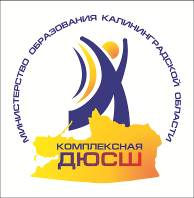 МИНИСТЕРСТВО ОБРАЗОВАНИЯ КАЛИНИНГРАДСКОЙ ОБЛАСТИ
КОМПЛЕКСНАЯ
ДЮСШ